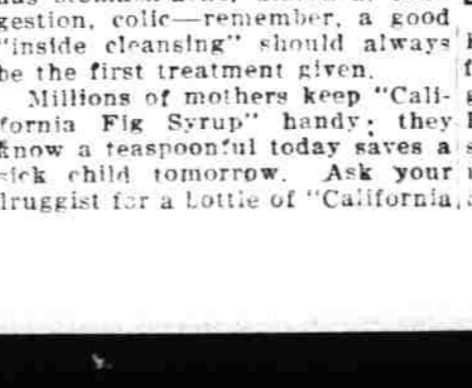 gestion, colic—remember, a good
"inside cleansing" should always
be the first treatment given.
Millions of mothers keep "Cali-
fornia Fig Syrup" handy; they
know a teaspoonful today saves a
sick child tomorrow. Ask your
druggist for a bottle of "California